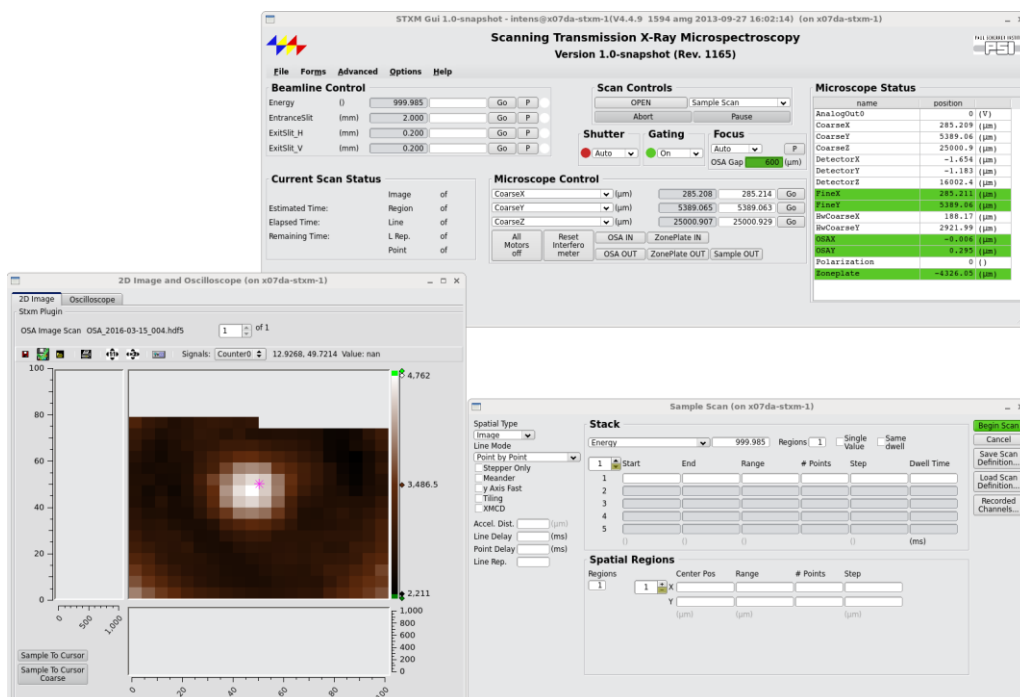 STXM Gui 1.0-snapshot - intens@x07da-stxm-1(V4.4.9 1594 amg 2013-09-27 16:02:14) (on x07da-stxm-1)
Scanning Transmission X-Ray Microspectroscopy
Version 1.0-snapshot (Rev. 1165)
PAUL SCHERRER INSTITUT
PSI
File Forms Advanced Options Help
Beamline Control
Energy () 999.985 Go P
EntranceSlit (mm) 2.000 Go P
ExitSlit_H (mm) 0.200 Go P
ExitSlit_V (mm) 0.200 Go P
Scan Controls
OPEN Sample Scan
Abort Pause
Shutter Gating Focus
Auto On Auto P
OSA Gap 600 (µm)
Microscope Status
name position
AnalogOut0 0 (V)
CoarseX 285.209 (µm)
CoarseY 5389.06 (µm)
CoarseZ 25000.9 (µm)
DetectorX -1.654 (µm)
DetectorY -1.183 (µm)
DetectorZ 16002.4 (µm)
FineX 285.211 (µm)
FineY 5389.06 (µm)
HwCoarseX 188.17 (µm)
HwCoarseY 2921.99 (µm)
OSAX -0.006 (µm)
OSAY 0.295 (µm)
Polarization 0 ()
Zoneplate -4326.05 (µm)
Current Scan Status
Image of
Estimated Time: Region of
Elapsed Time: Line of
Remaining Time: L Rep. of
Point of
Microscope Control
CoarseX (µm) 285.208 285.214 Go
CoarseY (µm) 5389.065 5389.063 Go
CoarseZ (µm) 25000.907 25000.929 Go
All Motors off
Reset Interfero meter
OSA IN ZonePlate IN
OSA OUT ZonePlate OUT Sample OUT
2D Image and Oscilloscope (on x07da-stxm-1)
2D Image Oscilloscope
Stxm Plugin
OSA Image Scan OSA_2016-03-15_004.hdf5 1 of 1
Signals: Counter0 12.9268, 49.7214 Value: nan
100
80
60
40
20
0
4,762
3,486.5
2,211
0 500 1,000
1,000
800
600
400
200
0
0 20 40 60 80 100
Sample To Cursor
Sample To Cursor
Coarse
Sample Scan (on x07da-stxm-1)
Spatial Type
Image
Line Mode
Point by Point
Stepper Only
Meander
y Axis Fast
Tiling
XMCD
Accel. Dist. (µm)
Line Delay (ms)
Point Delay (ms)
Line Rep.
Stack
Energy 999.985 Regions 1 Single Value Same dwell
1 Start End Range # Points Step Dwell Time
1
2
3
4
5
() () () (ms)
Spatial Regions
Regions Center Pos Range # Points Step
1 1 X
Y
(µm) (µm) (µm)
Begin Scan
Cancel
Save Scan
Definition...
Load Scan
Definition...
Recorded
Channels...